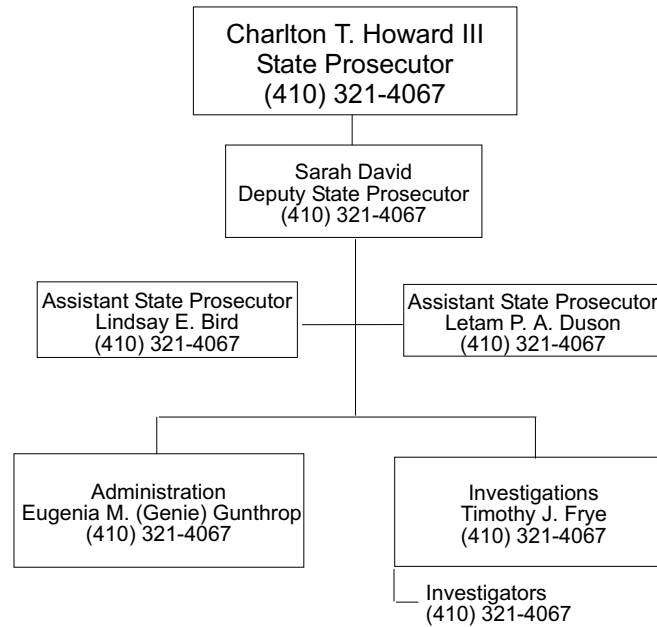 Charlton T. Howard III
State Prosecutor
(410) 321-4067
Sarah David
Deputy State Prosecutor
(410) 321-4067
Assistant State Prosecutor
Lindsay E. Bird
(410) 321-4067
Assistant State Prosecutor
Letam P. A. Duson
(410) 321-4067
Administration
Eugenia M. (Genie) Gunthrop
(410) 321-4067
Investigations
Timothy J. Frye
(410) 321-4067
Investigators
(410) 321-4067